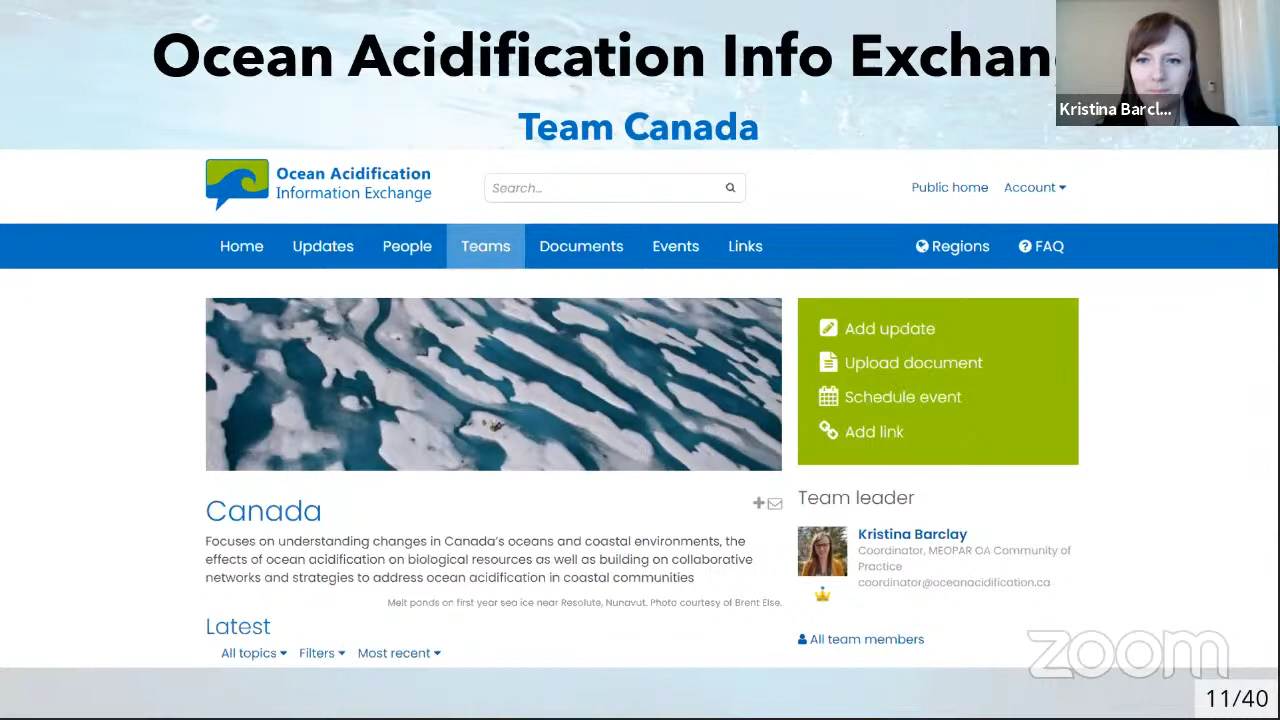 Ocean Acidification Info Exchan
Kristina Barcl...
Team Canada
Ocean Acidification
Information Exchange
Search...
Public home
Account
Home
Updates
People
Teams
Documents
Events
Links
Regions
FAQ
Add update
Upload document
Schedule event
Add link
Canada
Focuses on understanding changes in Canada's oceans and coastal environments, the
effects of ocean acidification on biological resources as well as building on collaborative
networks and strategies to address ocean acidification in coastal communities
Melt ponds on first year sea ice near Resolute, Nunavut. Photo courtesy of Brent Else.
Latest
All topics
Filters
Most recent
Team leader
Kristina Barclay
Coordinator, MEOPAR OA Community of
Practice
coordinator@oceanacidification.ca
All team members
zoom
11/40